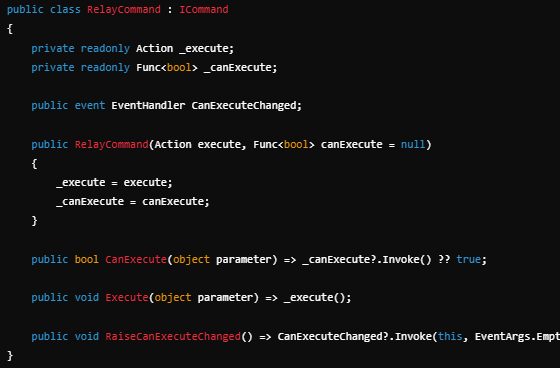 public class RelayCommand : ICommand
{
    private readonly Action _execute;
    private readonly Func<bool> _canExecute;

    public event EventHandler CanExecuteChanged;

    public RelayCommand(Action execute, Func<bool> canExecute = null)
    {
        _execute = execute;
        _canExecute = canExecute;
    }

    public bool CanExecute(object parameter) => _canExecute?.Invoke() ?? true;

    public void Execute(object parameter) => _execute();

    public void RaiseCanExecuteChanged() => CanExecuteChanged?.Invoke(this, EventArgs.Empt
}